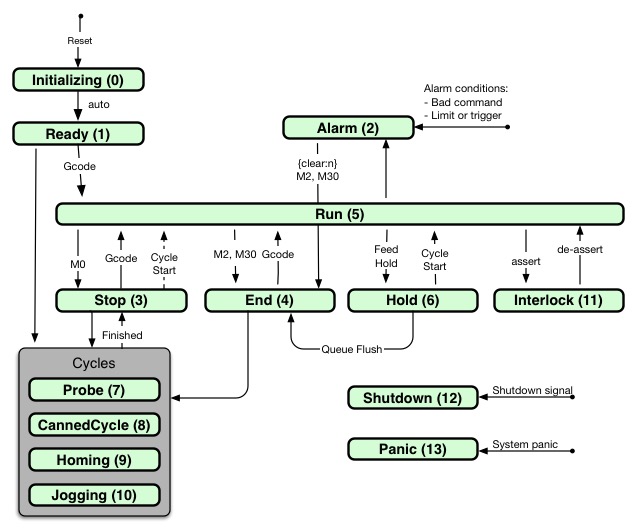 Reset
Initializing (0)
auto
Ready (1)
Alarm conditions:
- Bad command
- Limit or trigger
Alarm (2)
Gcode
{clear:n}
M2, M30
Run (5)
M0
Gcode
Cycle
Start
M2, M30
Gcode
Feed
Hold
Cycle
Start
assert
de-assert
Stop (3)
End (4)
Hold (6)
Interlock (11)
Finished
Queue Flush
Cycles
Probe (7)
CannedCycle (8)
Homing (9)
Jogging (10)
Shutdown (12)
Shutdown signal
Panic (13)
System panic